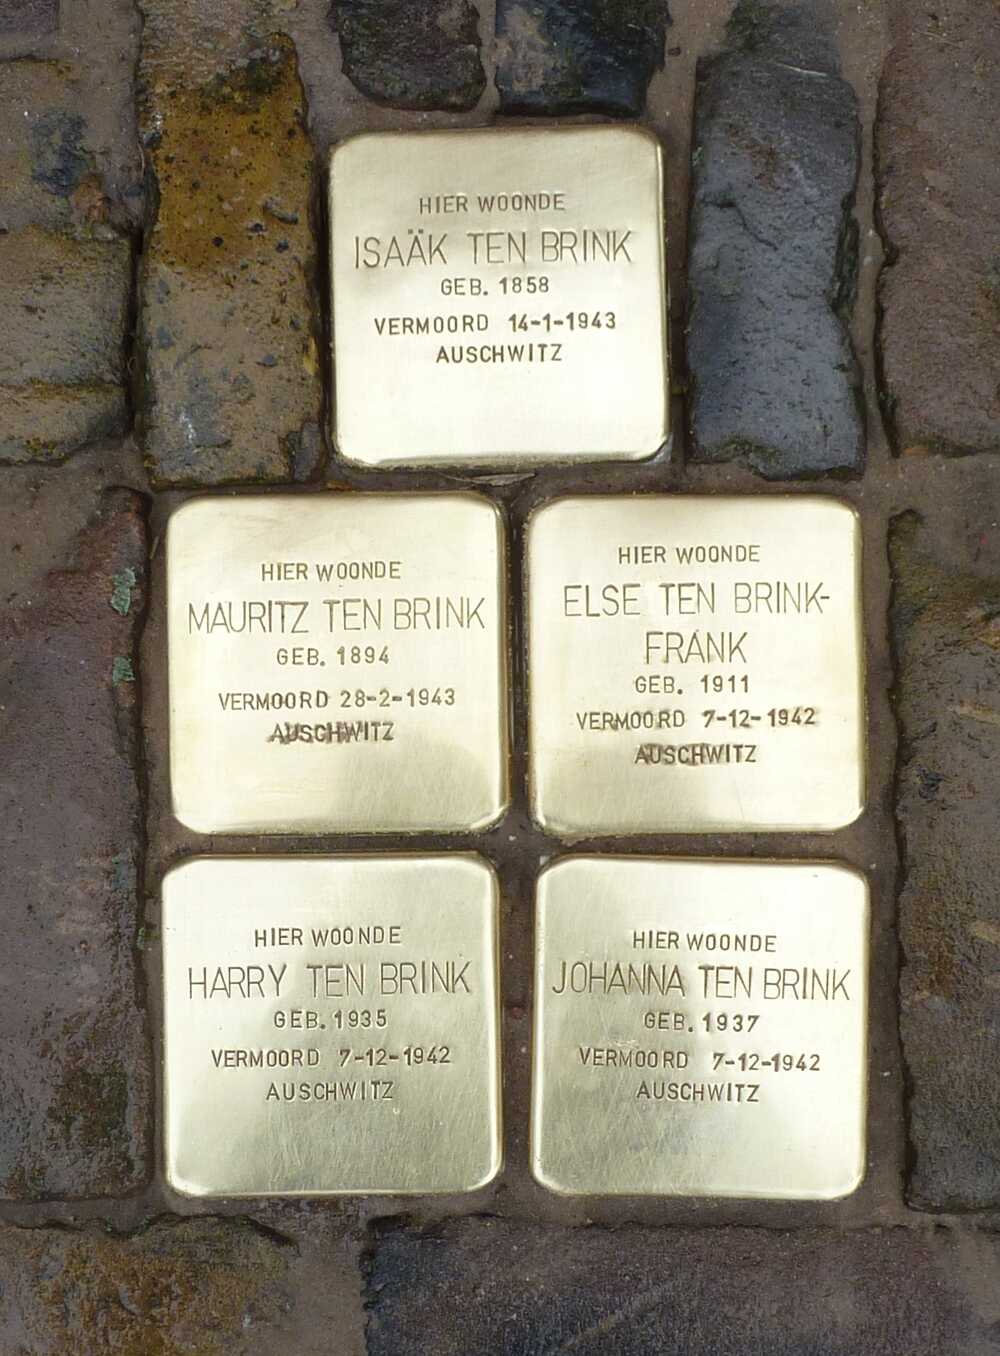 HIER WOONDE
ISAÄK TEN BRINK
GEB. 1858
VERMOORD 14-1-1943
AUSCHWITZ
HIER WOONDE
MAURITZ TEN BRINK
GEB. 1894
VERMOORD 28-2-1943
AUSCHWITZ
HIER WOONDE
ELSE TEN BRINK-
FRANK
GEB. 1911
VERMOORD 7-12-1942
AUSCHWITZ
HIER WOONDE
HARRY TEN BRINK
GEB. 1935
VERMOORD 7-12-1942
AUSCHWITZ
HIER WOONDE
JOHANNA TEN BRINK
GEB. 1937
VERMOORD 7-12-1942
AUSCHWITZ